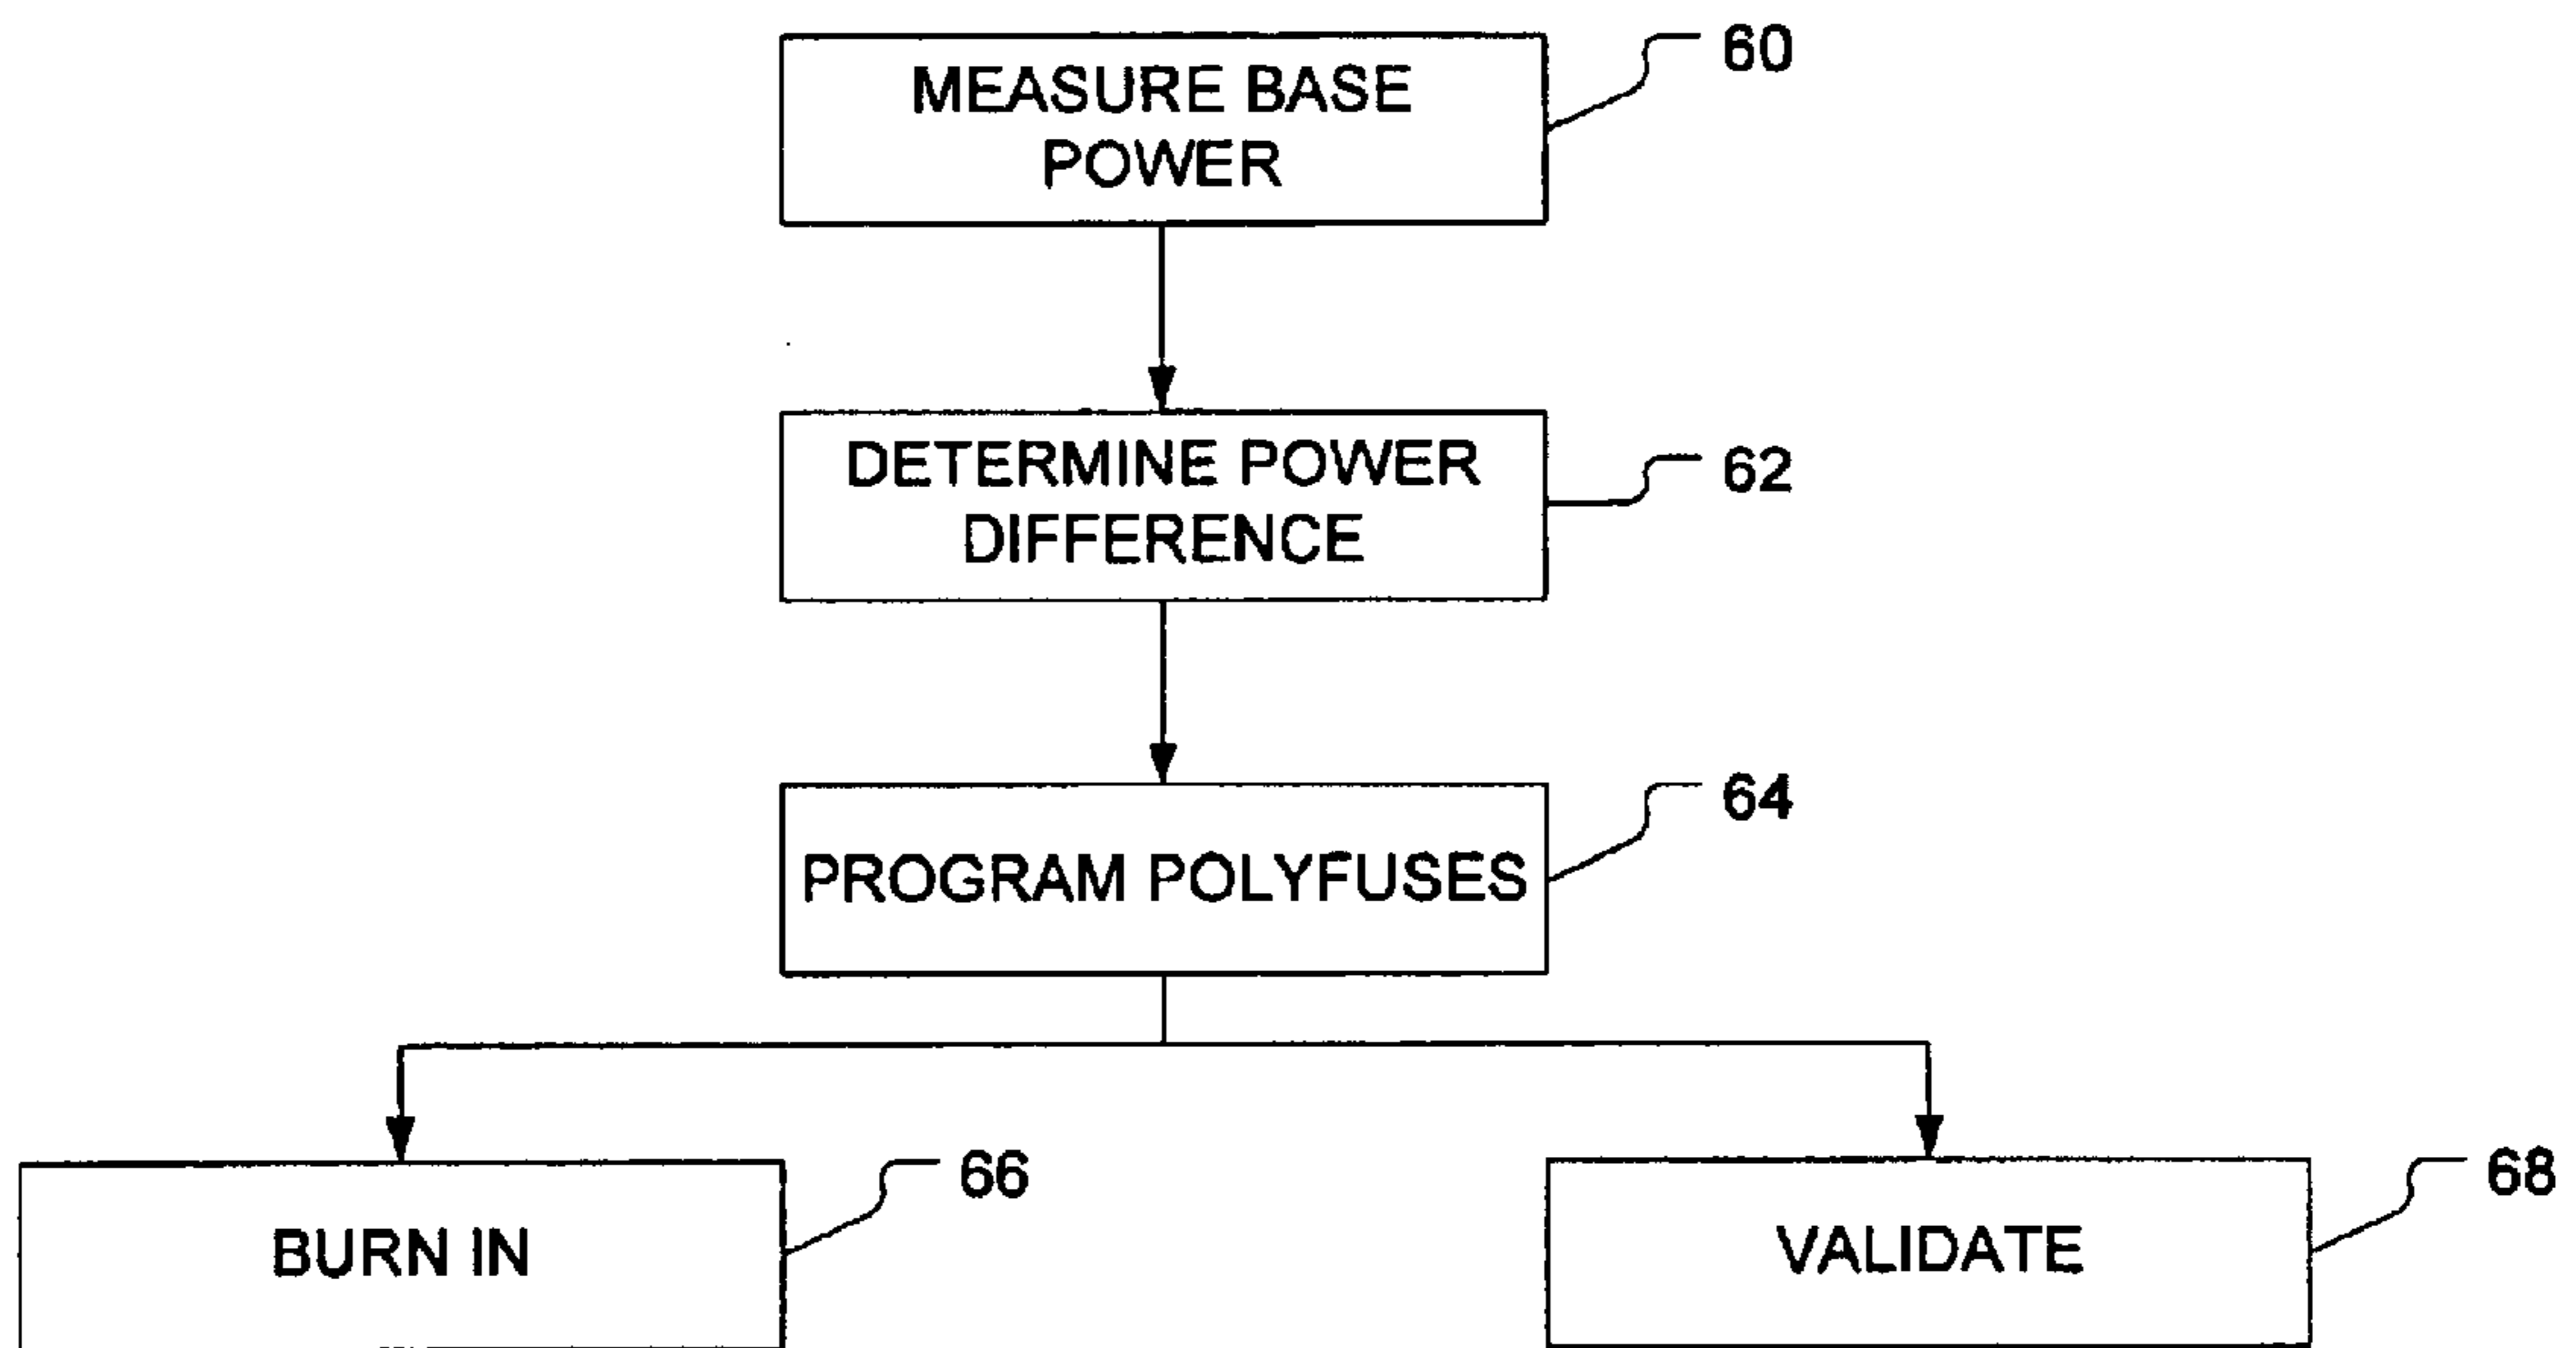 MEASURE BASE
POWER
60
DETERMINE POWER
DIFFERENCE
62
PROGRAM POLYFUSES
64
BURN IN
66
VALIDATE
68